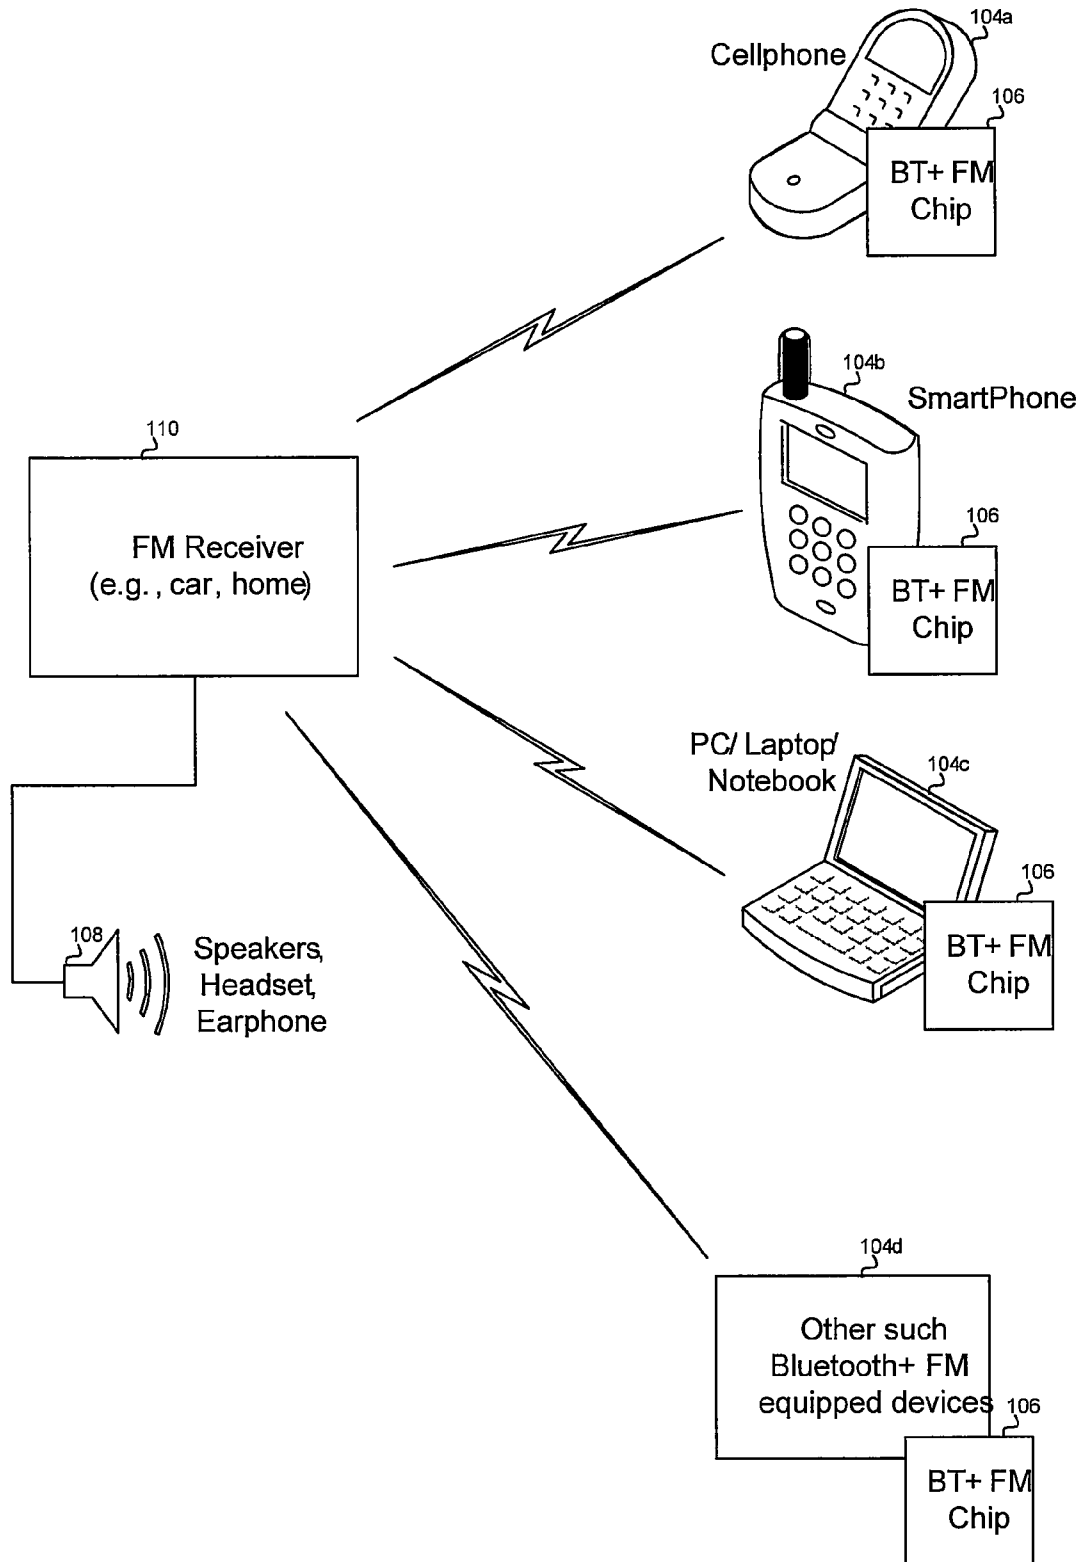 104a
Cellphone
106
BT+ FM
Chip
104b
SmartPhone
110
FM Receiver
(e.g., car, home)
106
BT+ FM
Chip
PC/ Laptop/
Notebook
104c
106
BT+ FM
Chip
108
Speakers,
Headset,
Earphone
104d
Other such
Bluetooth+ FM
equipped devices
106
BT+ FM
Chip